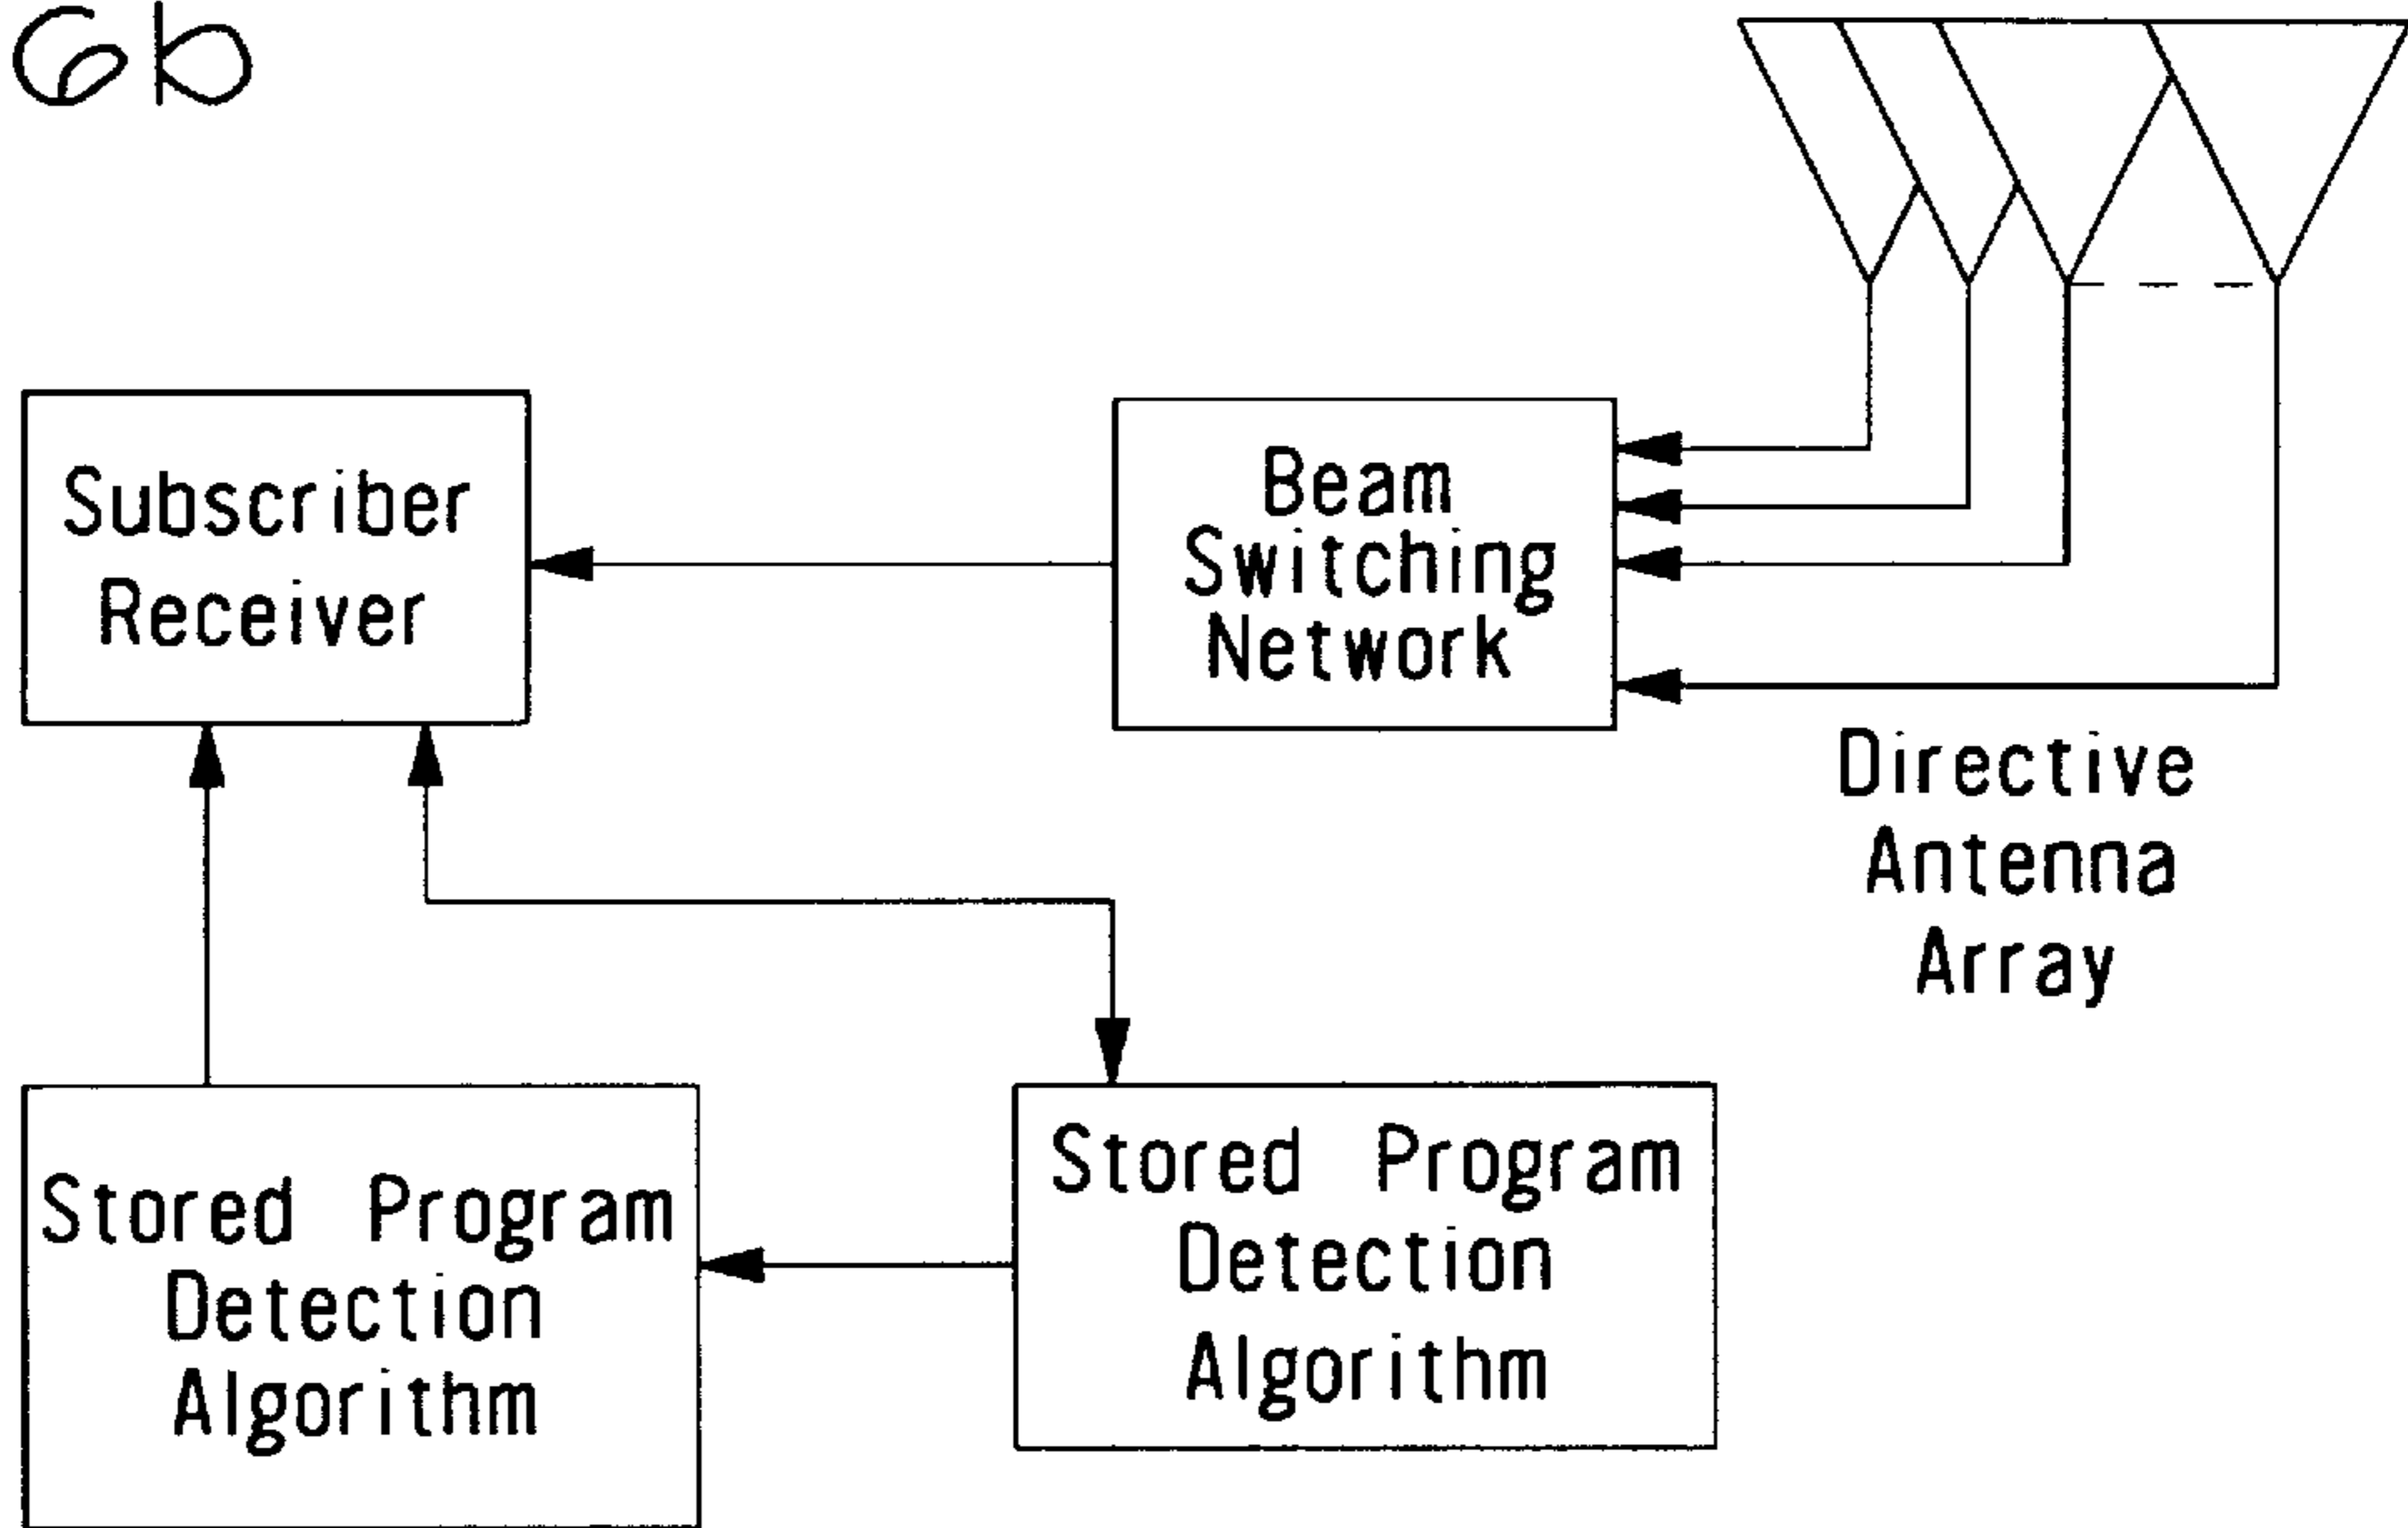 6b
Subscriber
Receiver
Beam
Switching
Network
Directive
Antenna
Array
Stored Program
Detection
Algorithm
Stored Program
Detection
Algorithm